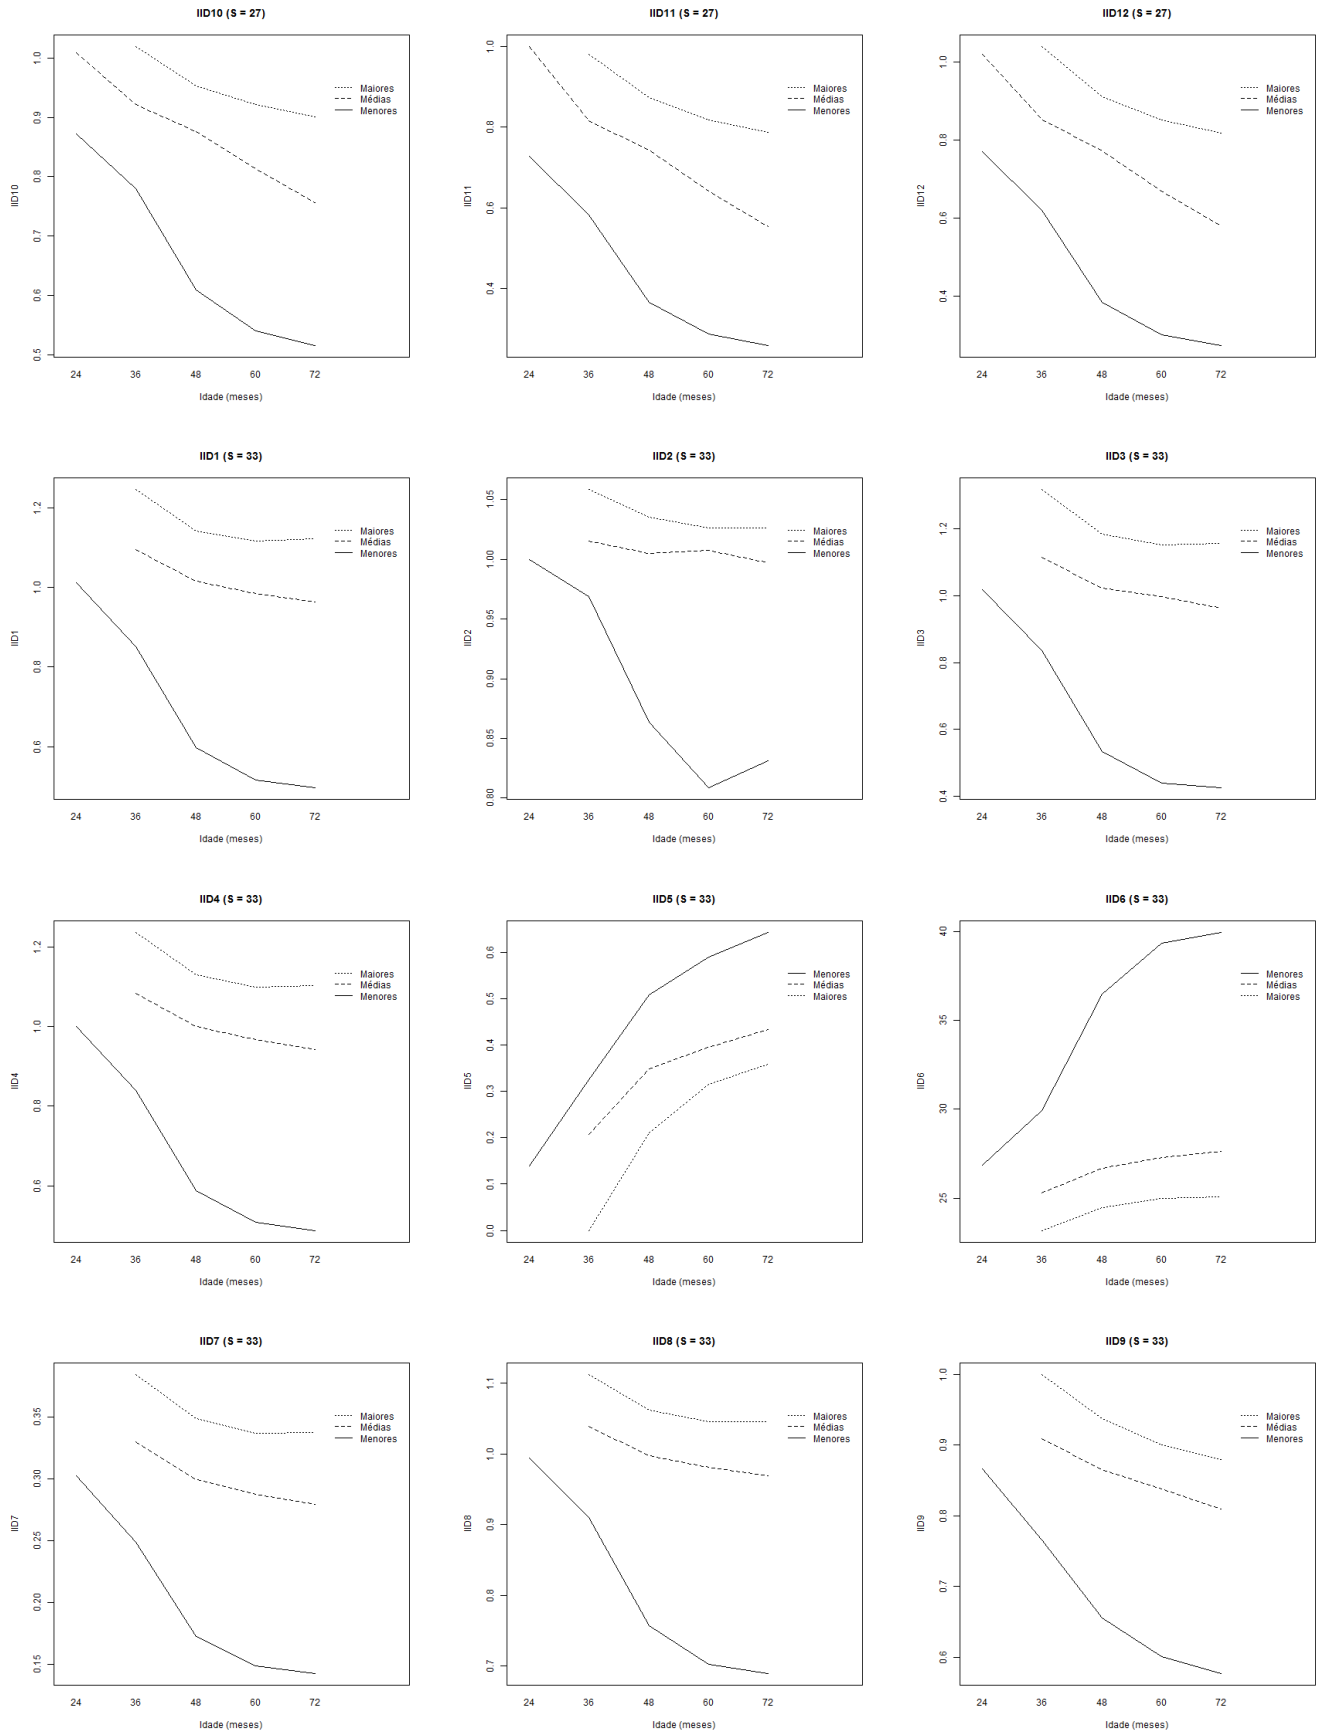 IID10 (S = 27)
IID10
0.5 0.6 0.7 0.8 0.9 1.0
Maiores
Médias
Menores
24 36 48 60 72
Idade (meses)
IID11 (S = 27)
IID11
0.4 0.6 0.8 1.0
Maiores
Médias
Menores
24 36 48 60 72
Idade (meses)
IID12 (S = 27)
IID12
0.4 0.6 0.8 1.0
Maiores
Médias
Menores
24 36 48 60 72
Idade (meses)
IID1 (S = 33)
IID1
0.6 0.8 1.0 1.2
Maiores
Médias
Menores
24 36 48 60 72
Idade (meses)
IID2 (S = 33)
IID2
0.80 0.85 0.90 0.95 1.00 1.05
Maiores
Médias
Menores
24 36 48 60 72
Idade (meses)
IID3 (S = 33)
IID3
0.4 0.6 0.8 1.0 1.2
Maiores
Médias
Menores
24 36 48 60 72
Idade (meses)
IID4 (S = 33)
IID4
0.6 0.8 1.0 1.2
Maiores
Médias
Menores
24 36 48 60 72
Idade (meses)
IID5 (S = 33)
IID5
0.0 0.1 0.2 0.3 0.4 0.5 0.6
Menores
Médias
Maiores
24 36 48 60 72
Idade (meses)
IID6 (S = 33)
IID6
25 30 35 40
Menores
Médias
Maiores
24 36 48 60 72
Idade (meses)
IID7 (S = 33)
IID7
0.15 0.20 0.25 0.30 0.35
Maiores
Médias
Menores
24 36 48 60 72
Idade (meses)
IID8 (S = 33)
IID8
0.7 0.8 0.9 1.0 1.1
Maiores
Médias
Menores
24 36 48 60 72
Idade (meses)
IID9 (S = 33)
IID9
0.6 0.7 0.8 0.9 1.0
Maiores
Médias
Menores
24 36 48 60 72
Idade (meses)